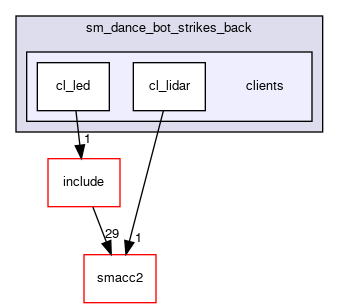 sm_dance_bot_strikes_back
cl_led
cl_lidar
clients
1
include
29
1
smacc2